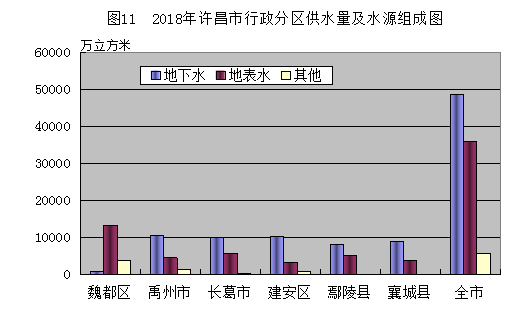 图11 2018年许昌市行政分区供水量及水源组成图
万立方米
60000
50000
40000
30000
20000
10000
0
地下水 地表水 其他
魏都区 禹州市 长葛市 建安区 鄢陵县 襄城县 全市